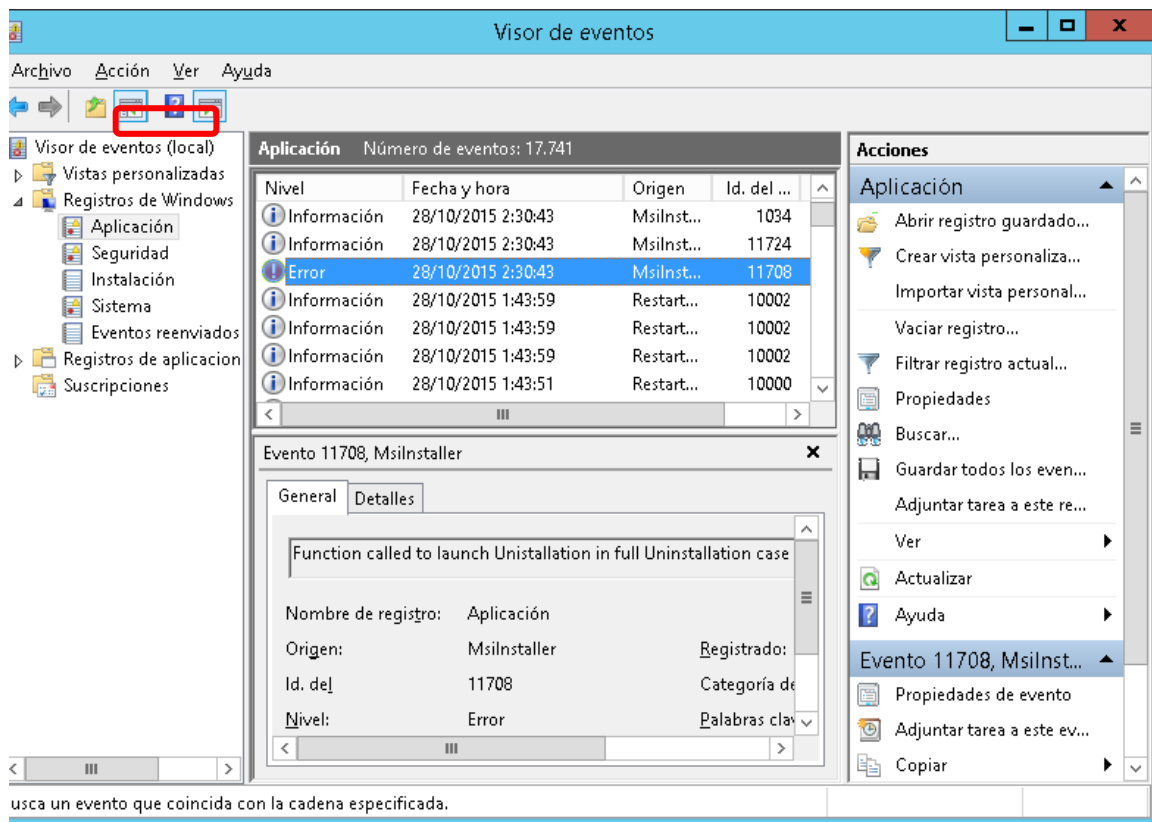 Visor de eventos
Archivo Acción Ver Ayuda
Visor de eventos (local)
Vistas personalizadas
Registros de Windows
Aplicación
Seguridad
Instalación
Sistema
Eventos reenviados
Registros de aplicacion
Suscripciones
Aplicación Número de eventos: 17.741
Nivel Fecha y hora Origen Id. del ...
Información 28/10/2015 2:30:43 MsiInst... 1034
Información 28/10/2015 2:30:43 MsiInst... 11724
Error 28/10/2015 2:30:43 MsiInst... 11708
Información 28/10/2015 1:43:59 Restart... 10002
Información 28/10/2015 1:43:59 Restart... 10002
Información 28/10/2015 1:43:59 Restart... 10002
Información 28/10/2015 1:43:51 Restart... 10000
Evento 11708, MsiInstaller
General Detalles
Function called to launch Unistallation in full Uninstallation case
Nombre de registro: Aplicación
Origen: MsiInstaller Registrado:
Id. del 11708 Categoría de
Nivel: Error Palabras clav
Acciones
Aplicación
Abrir registro guardado...
Crear vista personaliza...
Importar vista personal...
Vaciar registro...
Filtrar registro actual...
Propiedades
Buscar...
Guardar todos los even...
Adjuntar tarea a este re...
Ver
Actualizar
Ayuda
Evento 11708, MsiInst...
Propiedades de evento
Adjuntar tarea a este ev...
Copiar
usca un evento que coincida con la cadena especificada.